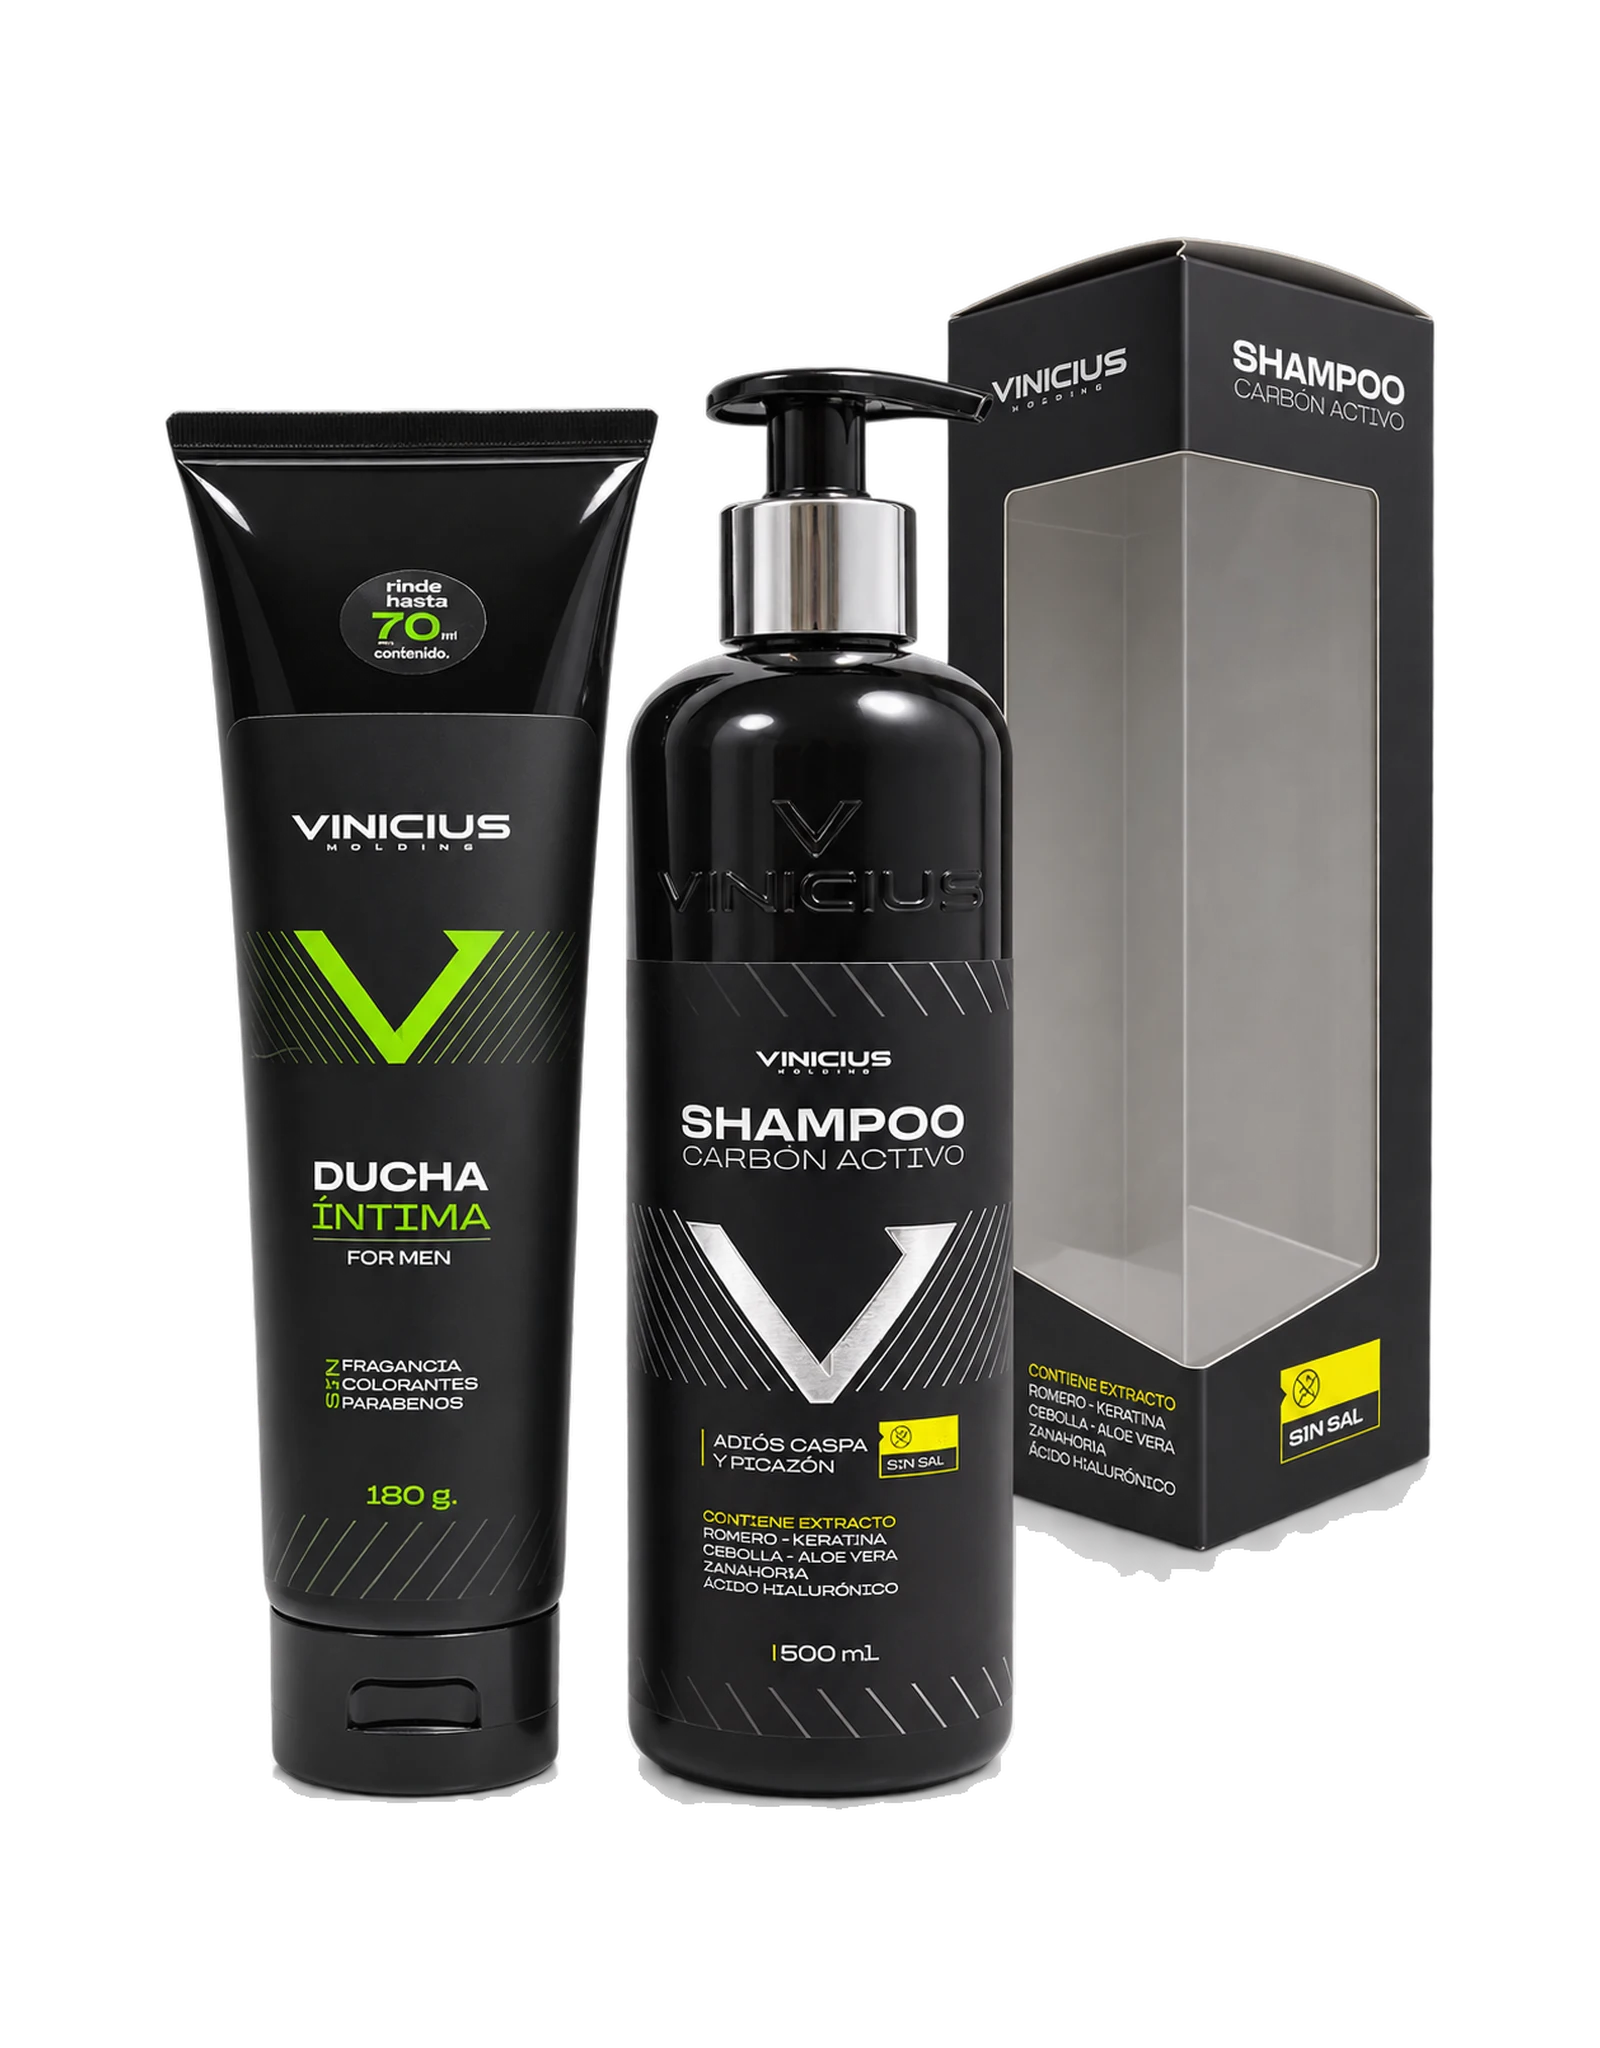 rinde
hasta
70 ml
contenido.
VINICIUS
MOLDING
DUCHA
ÍNTIMA
FOR MEN
SIN
FRAGANCIA
COLORANTES
PARABENOS
180 g.
V
VINICIUS
VINICIUS
MOLDING
SHAMPOO
CARBÓN ACTIVO
ADIÓS CASPA
Y PICAZÓN
SIN SAL
CONTIENE EXTRACTO
ROMERO - KERATINA
CEBOLLA - ALOE VERA
ZANAHORIA
ÁCIDO HIALURÓNICO
500 mL
VINICIUS
MOLDING
SHAMPOO
CARBÓN ACTIVO
CONTIENE EXTRACTO
ROMERO - KERATINA
CEBOLLA - ALOE VERA
ZANAHORIA
ÁCIDO HIALURÓNICO
SIN SAL